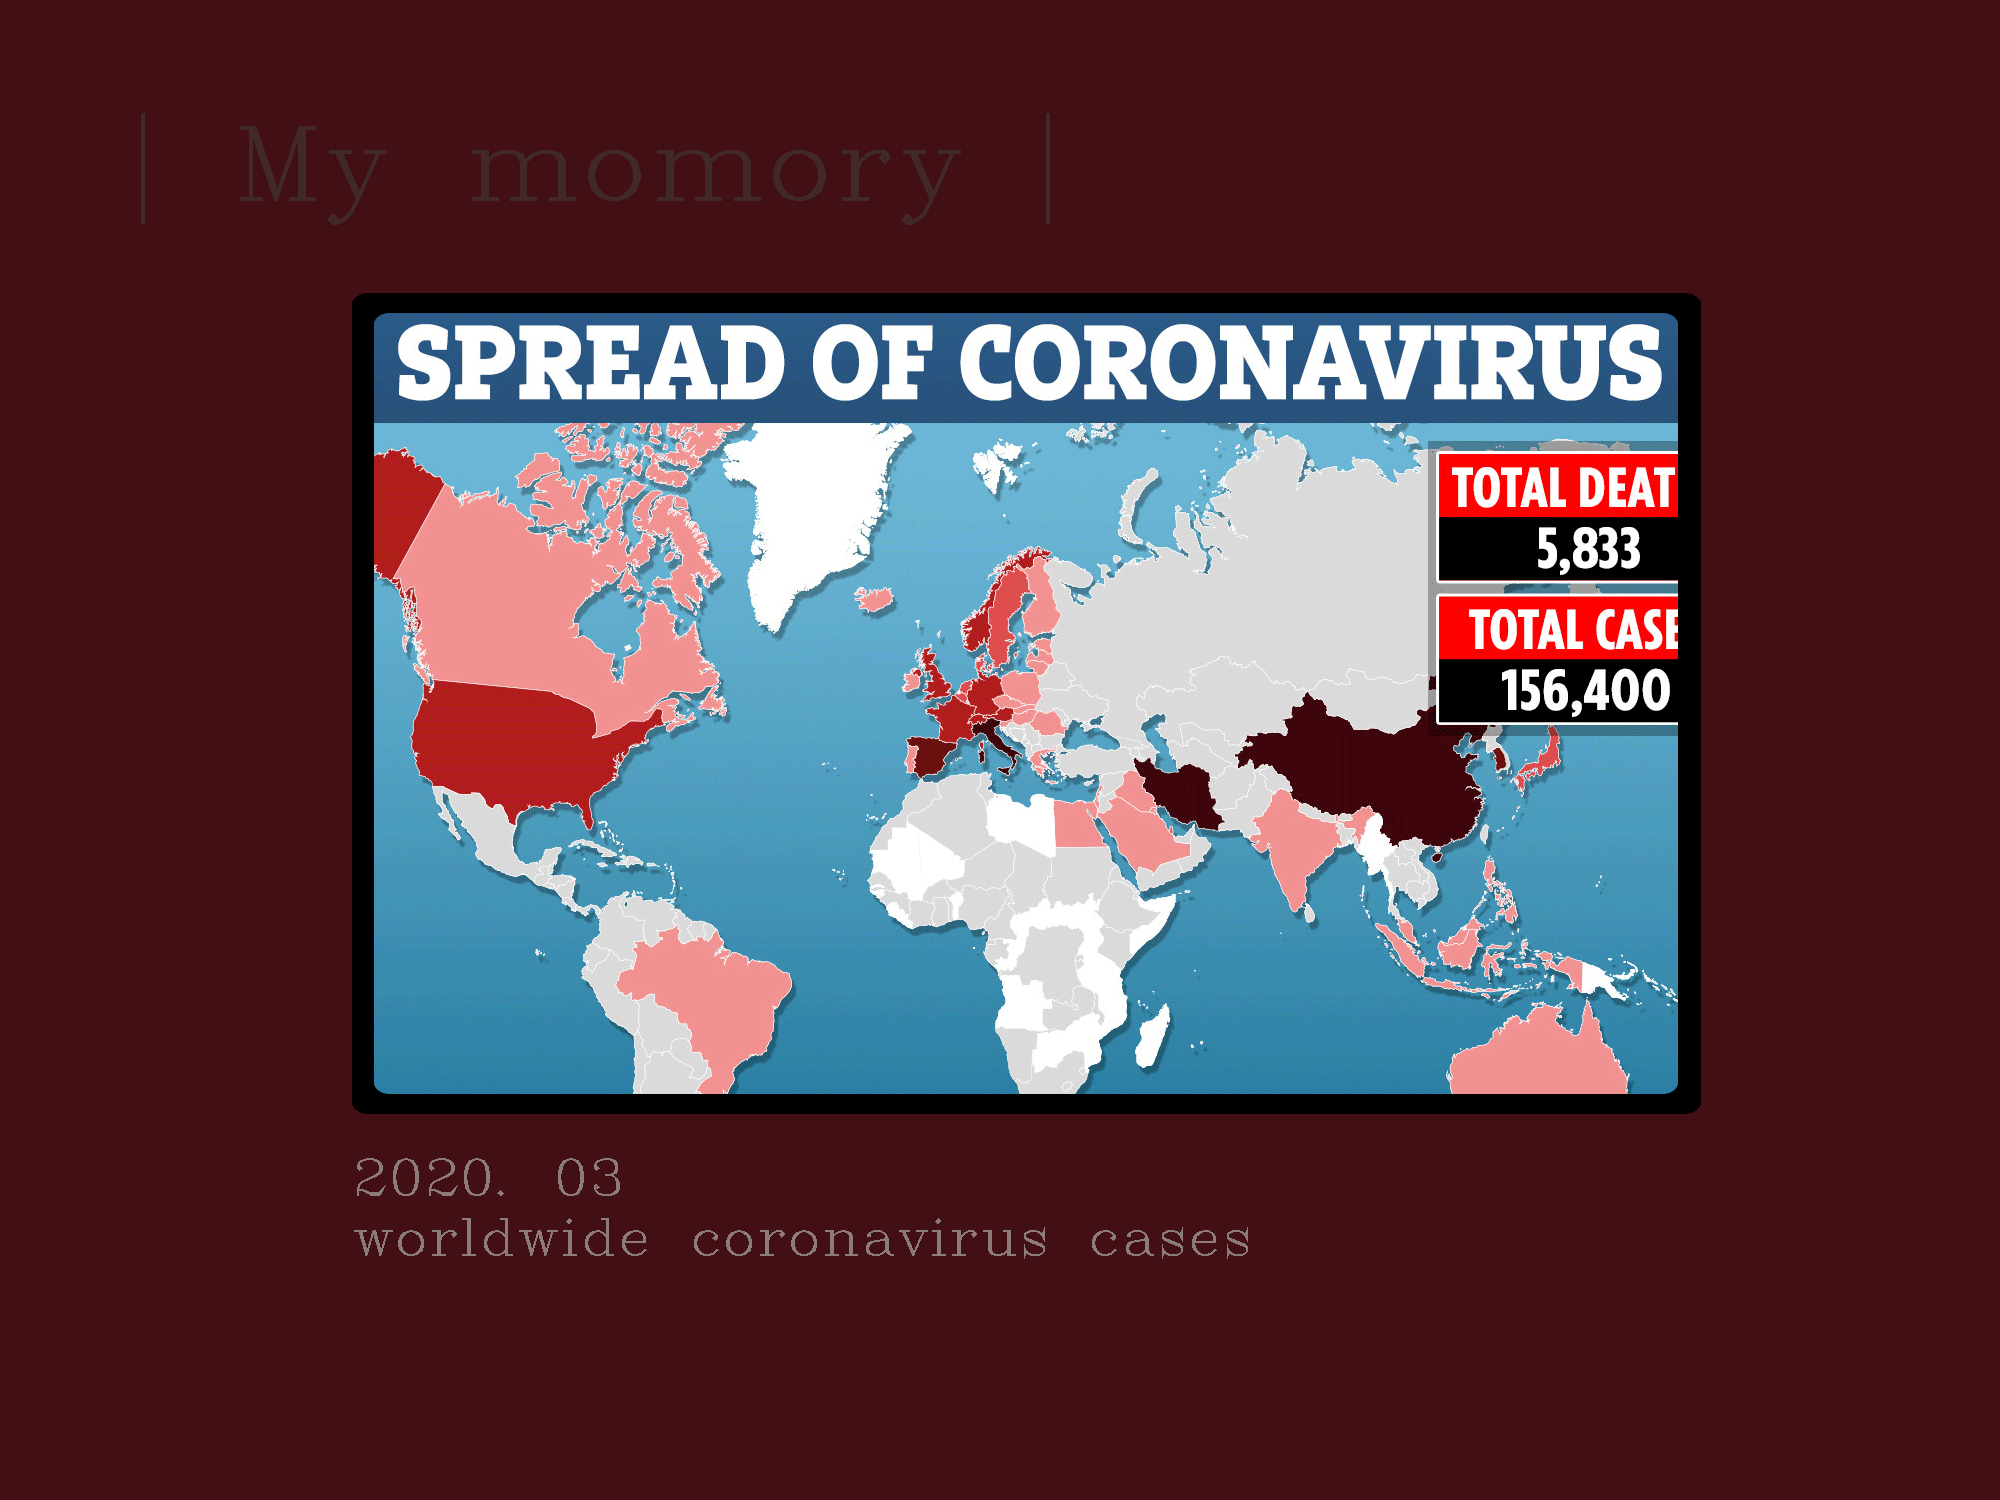 | My momory |
SPREAD OF CORONAVIRUS
TOTAL DEAT
5,833
TOTAL CASE
156,400
2020. 03
worldwide coronavirus cases